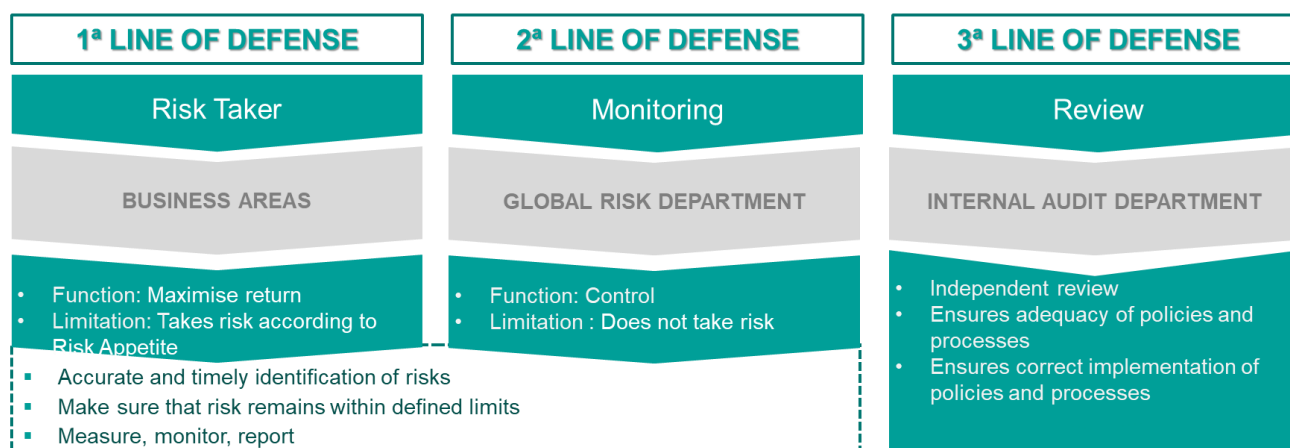 1ª LINE OF DEFENSE
Risk Taker
BUSINESS AREAS
• Function: Maximise return
• Limitation: Takes risk according to
Risk Appetite
2ª LINE OF DEFENSE
Monitoring
GLOBAL RISK DEPARTMENT
• Function: Control
• Limitation : Does not take risk
▪ Accurate and timely identification of risks
▪ Make sure that risk remains within defined limits
▪ Measure, monitor, report
3ª LINE OF DEFENSE
Review
INTERNAL AUDIT DEPARTMENT
• Independent review
• Ensures adequacy of policies and
processes
• Ensures correct implementation of
policies and processes